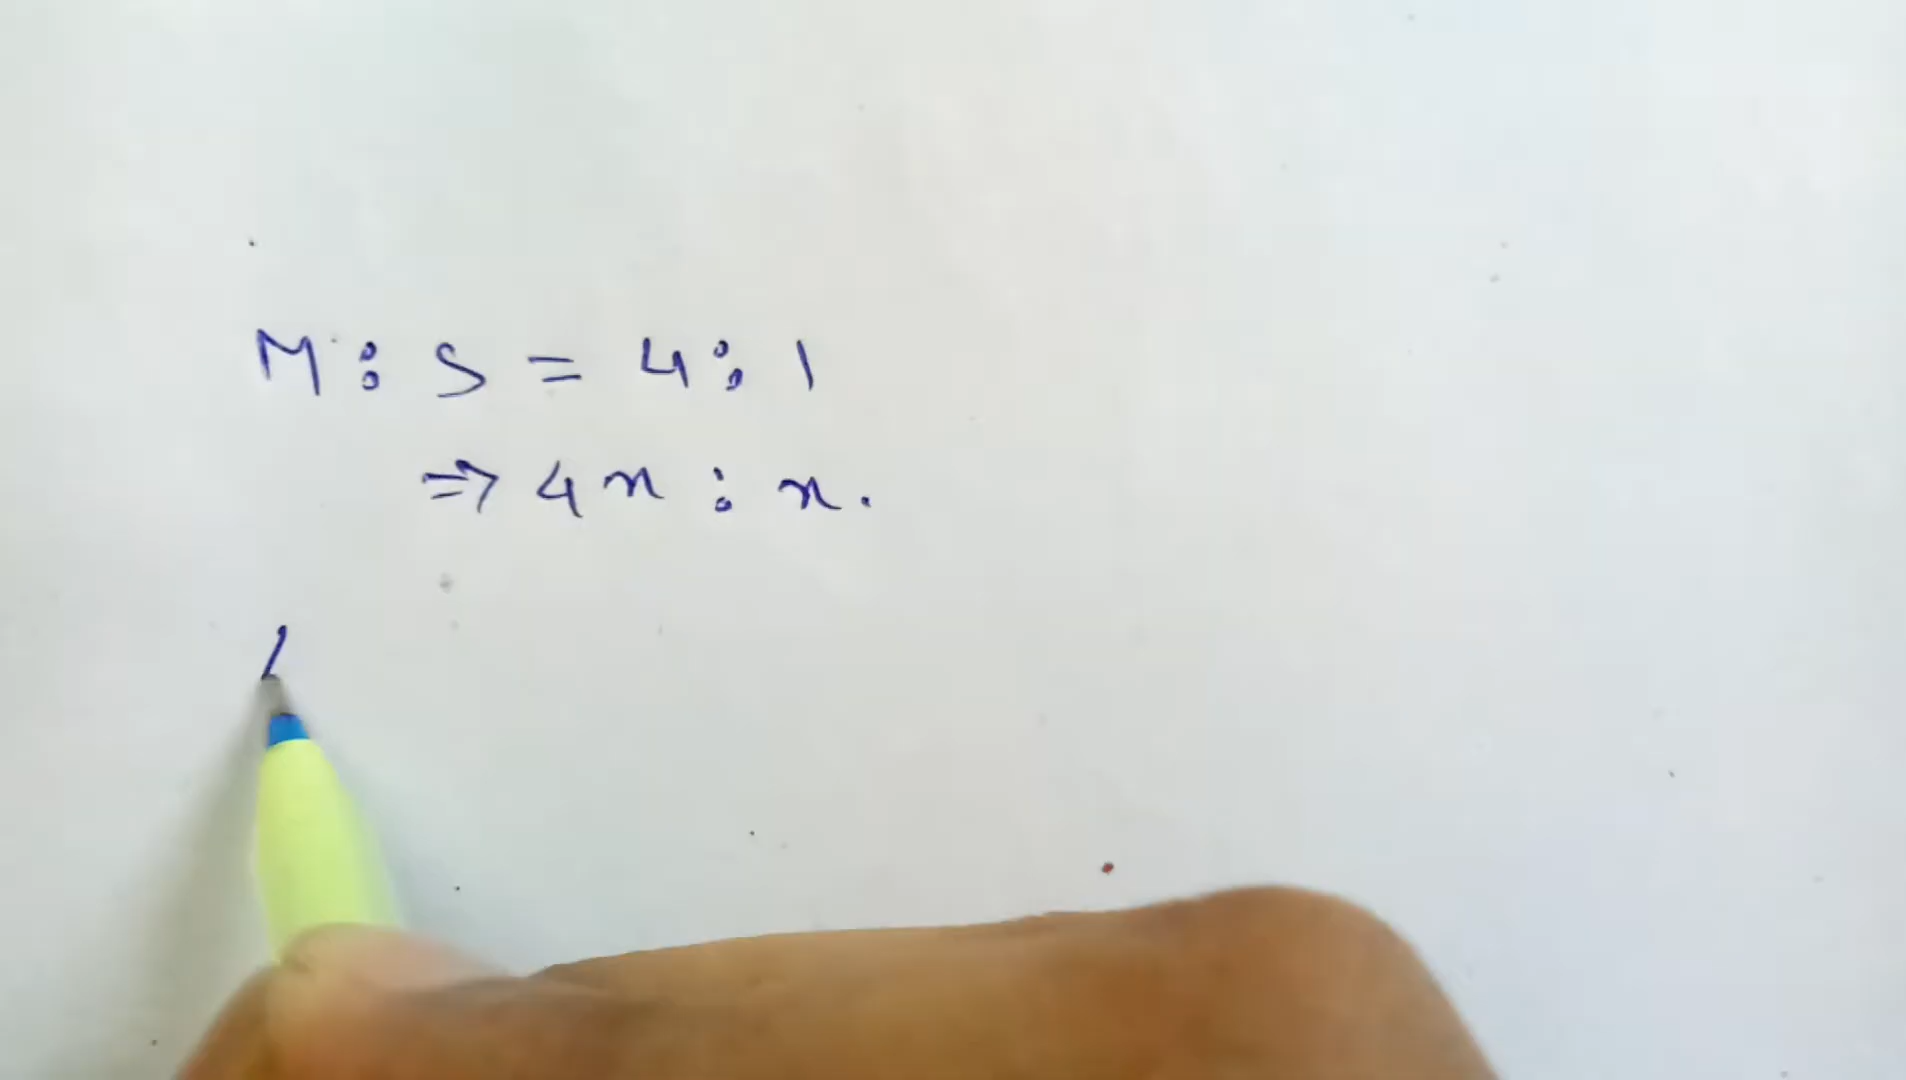 M : S = 4 : 1
⇒ 4x : x.